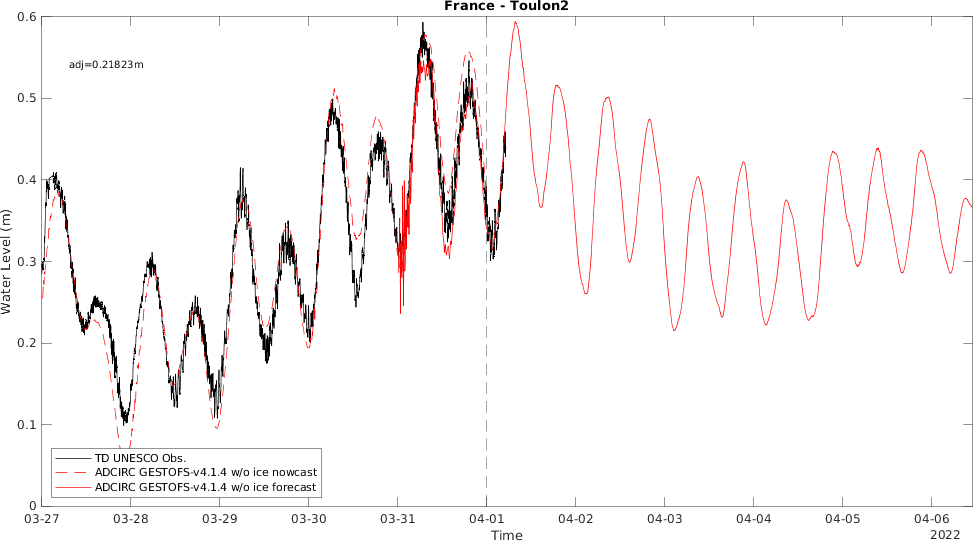 France - Toulon2
0.6
adj=0.21823m
0.5
0.4
0.3
0.2
0.1
0
Water Level (m)
TD UNESCO Obs.
ADCIRC GESTOFS-v4.1.4 w/o ice nowcast
ADCIRC GESTOFS-v4.1.4 w/o ice forecast
03-27 03-28 03-29 03-30 03-31 04-01 04-02 04-03 04-04 04-05 04-06
Time
2022